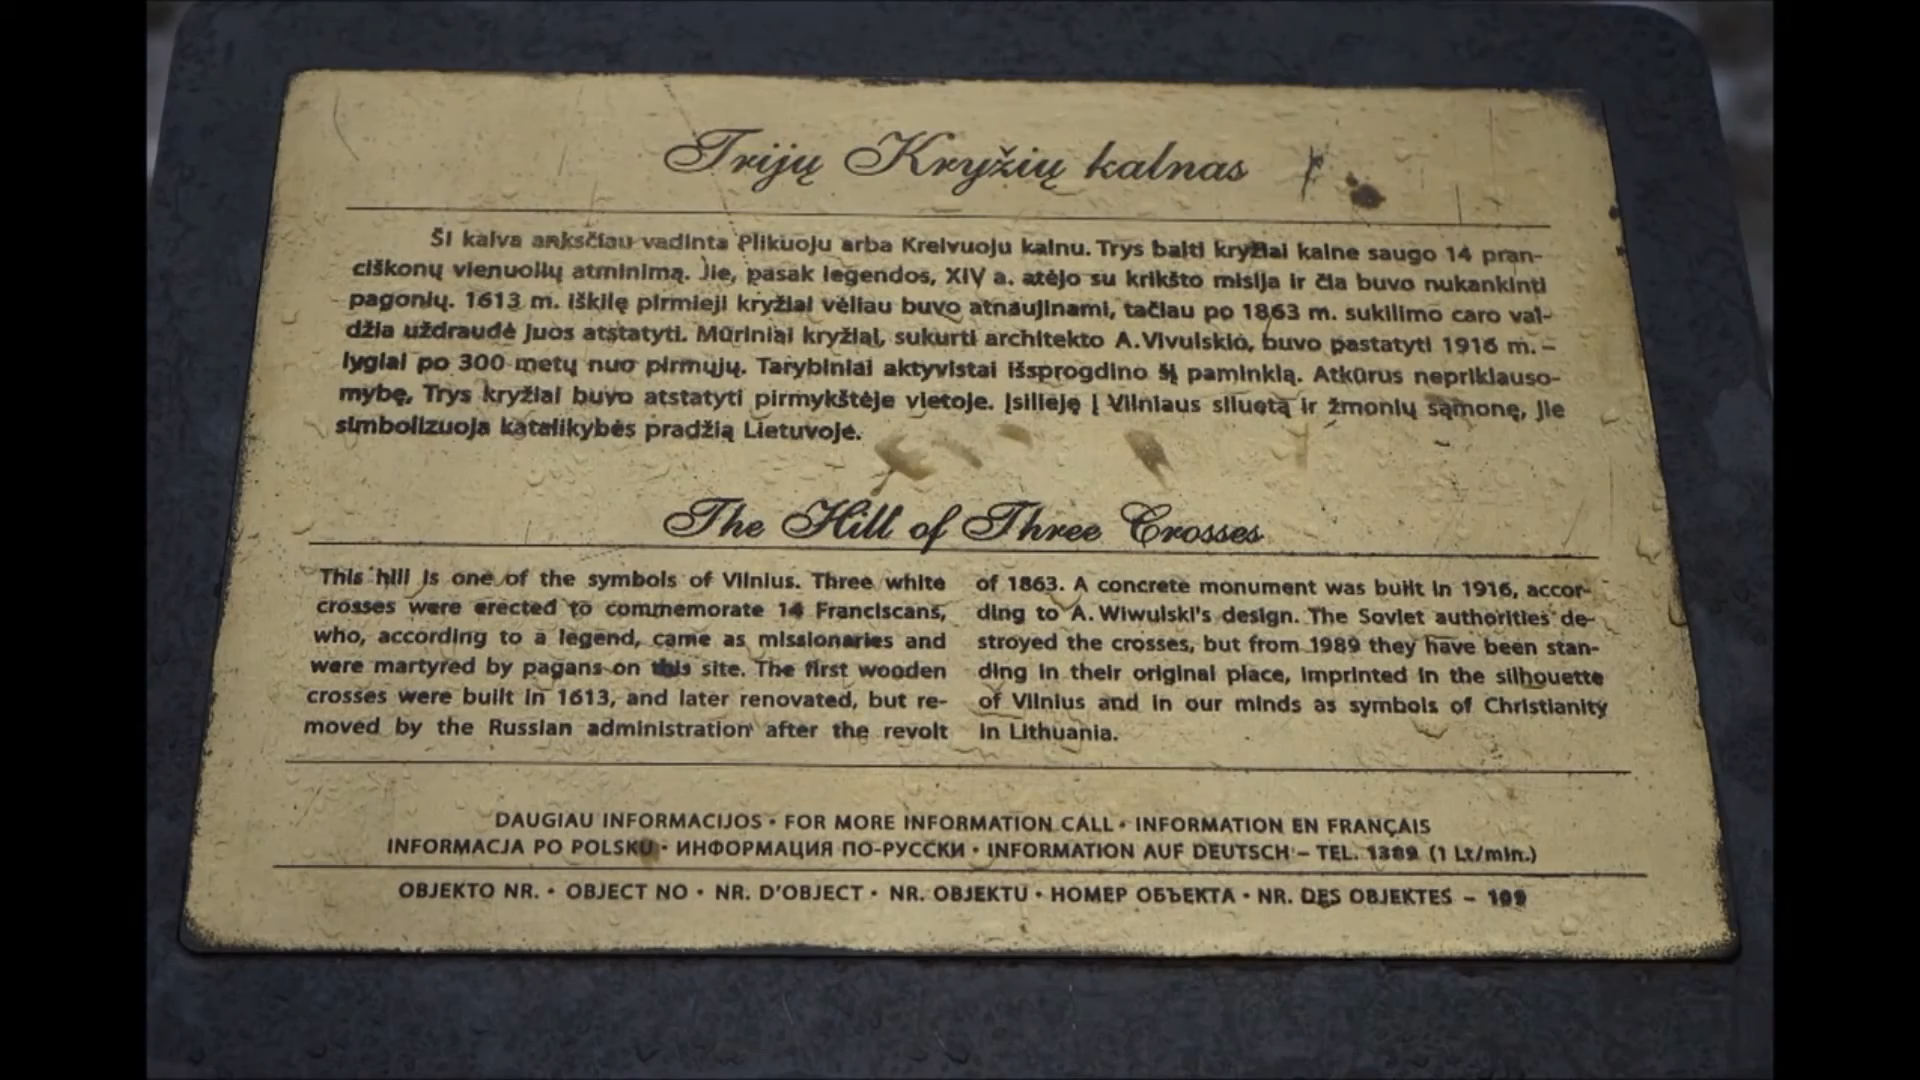 Trijų Kryžių kalnas
Ši kalva anksčiau vadinta Plikuoju arba Kreivuoju kalnu. Trys balti kryžiai kalne saugo 14 pran-
ciškonų vienuolių atminimą. Jie, pasak legendos, XIV a. atėjo su krikšto misija ir čia buvo nukankinti
pagonių. 1613 m. iškilę pirmieji kryžiai vėliau buvo atnaujinami, tačiau po 1863 m. sukilimo caro val-
džia uždraudė juos atstatyti. Mūriniai kryžiai, sukurti architekto A.Vivulskio, buvo pastatyti 1916 m. –
lygiai po 300 metų nuo pirmųjų. Tarybiniai aktyvistai išsprogdino šį paminklą. Atkūrus nepriklauso-
mybę, Trys kryžiai buvo atstatyti pirmykštėje vietoje. Įsilieję į Vilniaus siluetą ir žmonių sąmonę, jie
simbolizuoja katalikybės pradžią Lietuvoje.
The Hill of Three Crosses
This hill is one of the symbols of Vilnius. Three white
crosses were erected to commemorate 14 Franciscans,
who, according to a legend, came as missionaries and
were martyred by pagans on this site. The first wooden
crosses were built in 1613, and later renovated, but re-
moved by the Russian administration after the revolt
of 1863. A concrete monument was built in 1916, accor-
ding to A. Wiwulski's design. The Soviet authorities de-
stroyed the crosses, but from 1989 they have been stan-
ding in their original place, imprinted in the silhouette
of Vilnius and in our minds as symbols of Christianity
in Lithuania.
DAUGIAU INFORMACIJOS • FOR MORE INFORMATION CALL • INFORMATION EN FRANÇAIS
INFORMACJA PO POLSKU • ИНФОРМАЦИЯ ПО-РУССКИ • INFORMATION AUF DEUTSCH – TEL. 1389 (1 Lt/min.)
OBJEKTO NR. • OBJECT NO • NR. D'OBJECT • NR. OBJEKTU • НОМЕР ОБЪЕКТА • NR. DES OBJEKTES – 109